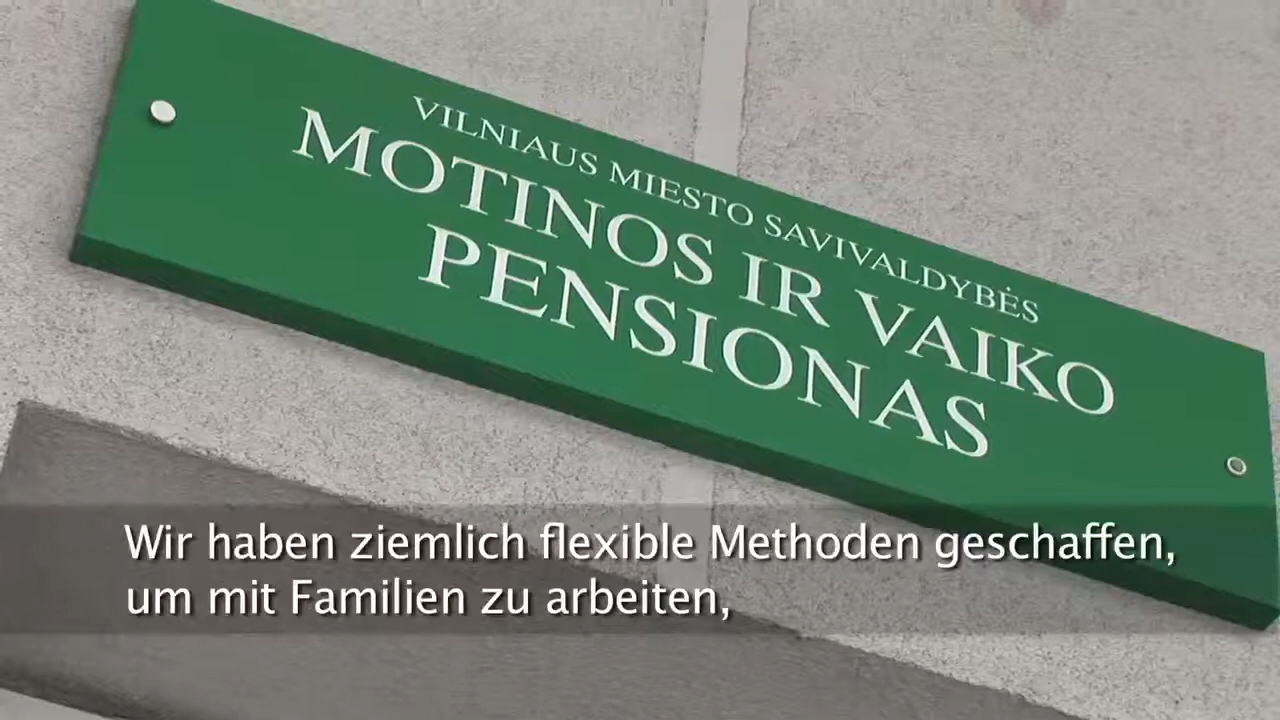 VILNIAUS MIESTO SAVIVALDYBĖS
MOTINOS IR VAIKO
PENSIONAS
Wir haben ziemlich flexible Methoden geschaffen,
um mit Familien zu arbeiten,